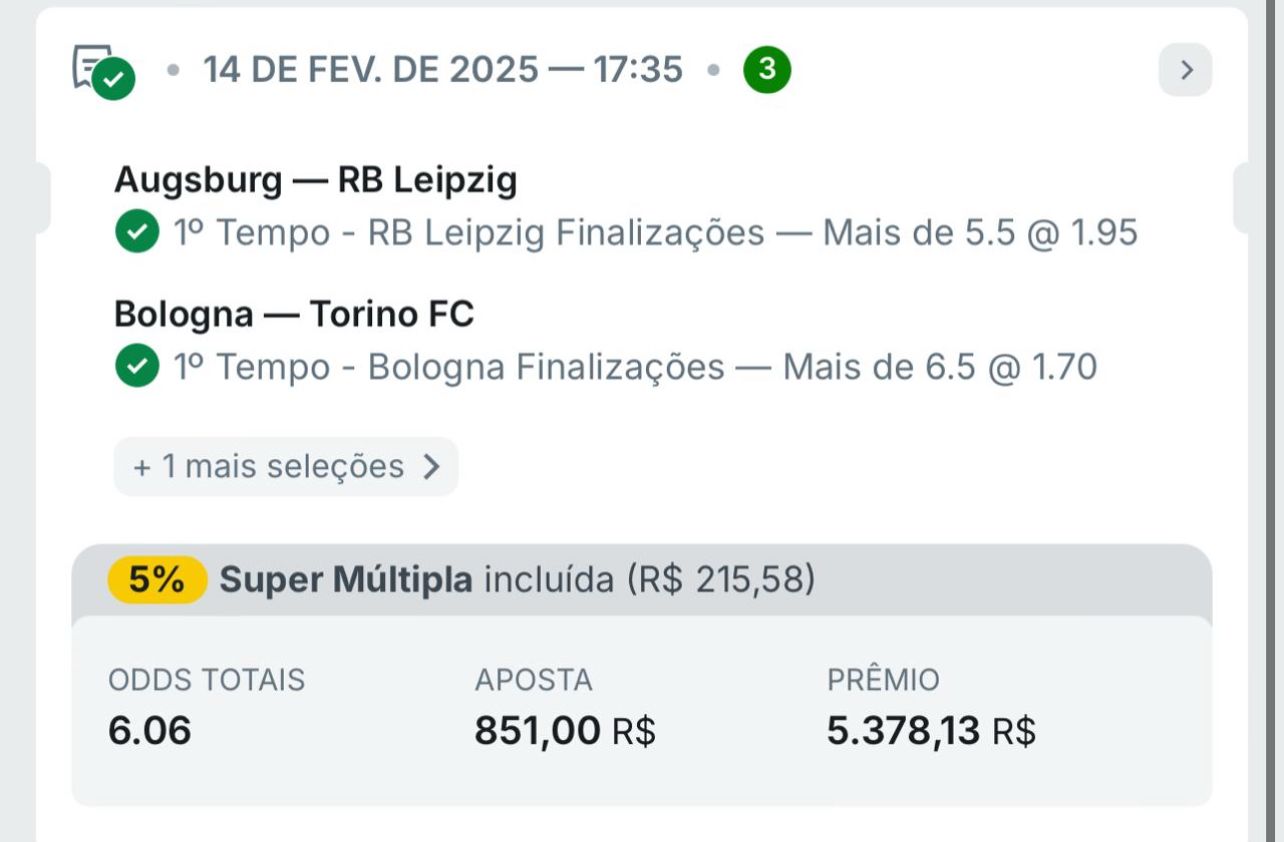 • 14 DE FEV. DE 2025 — 17:35 • 3
Augsburg — RB Leipzig
1º Tempo - RB Leipzig Finalizações — Mais de 5.5 @ 1.95
Bologna — Torino FC
1º Tempo - Bologna Finalizações — Mais de 6.5 @ 1.70
+ 1 mais seleções
5% Super Múltipla incluída (R$ 215,58)
ODDS TOTAIS APOSTA PRÊMIO
6.06 851,00 R$ 5.378,13 R$